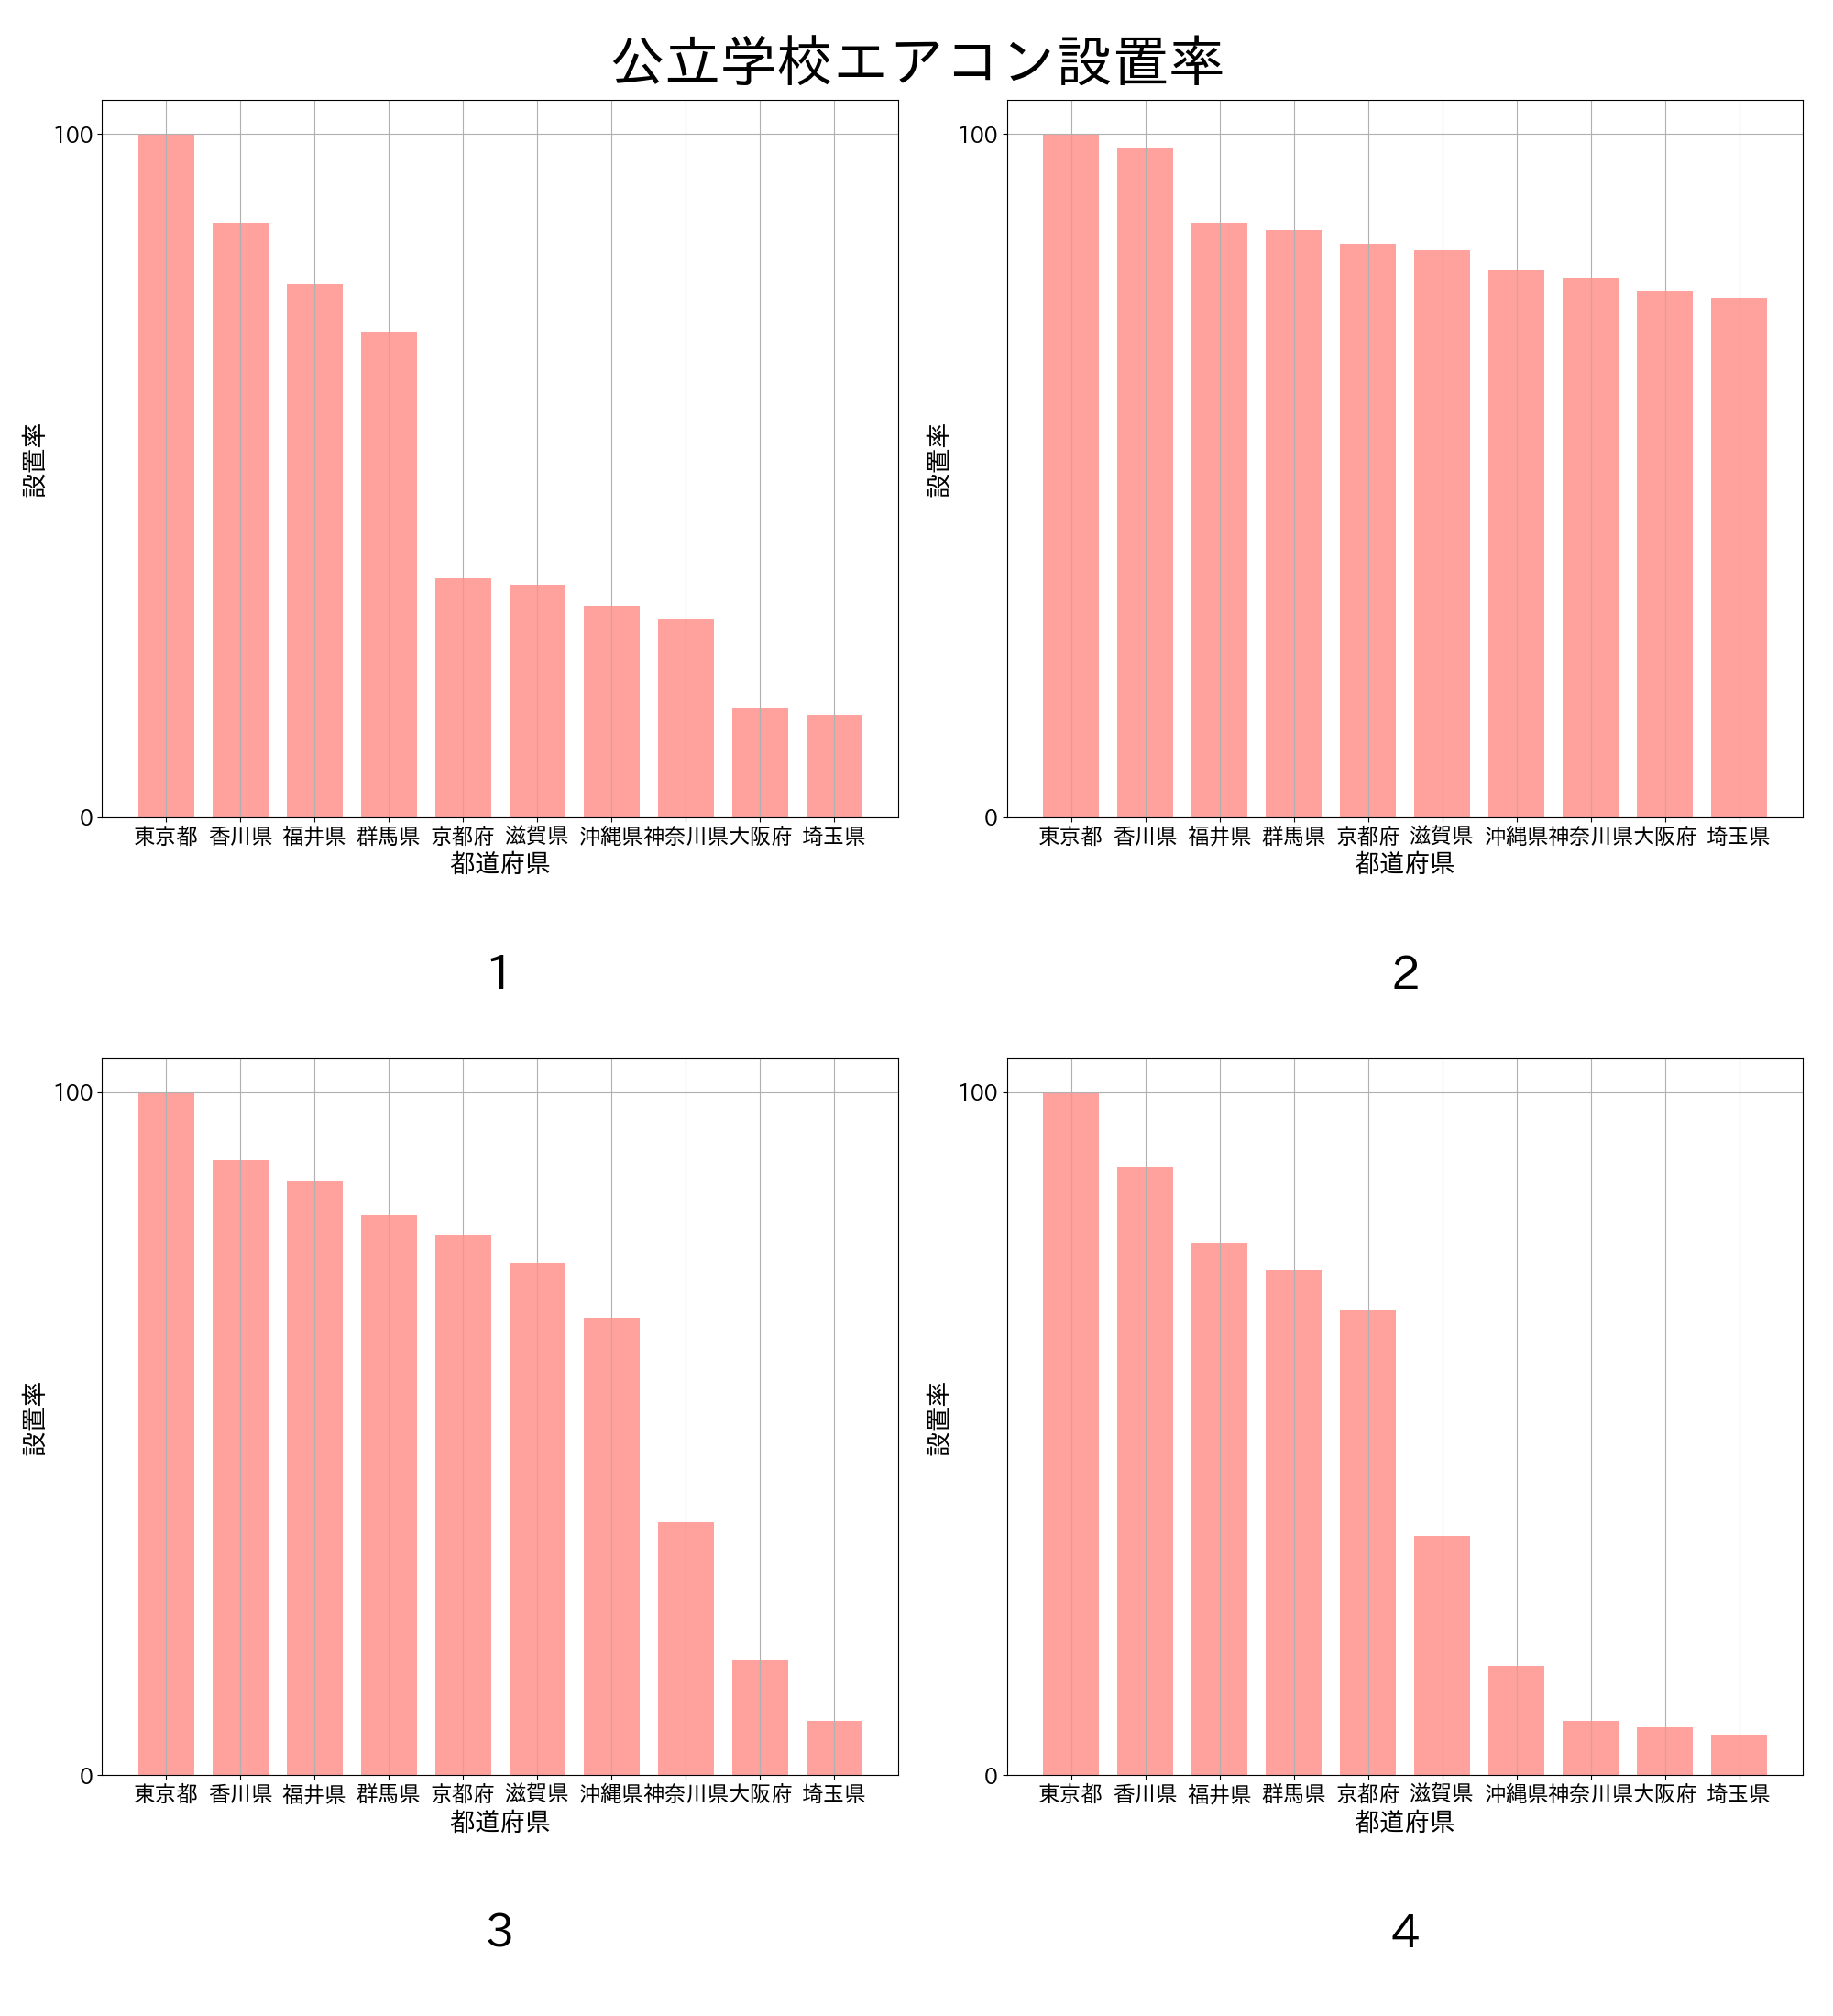 公立学校エアコン設置率
100
0
設置率
東京都 香川県 福井県 群馬県 京都府 滋賀県 沖縄県 神奈川県 大阪府 埼玉県
都道府県
1
100
0
設置率
東京都 香川県 福井県 群馬県 京都府 滋賀県 沖縄県 神奈川県 大阪府 埼玉県
都道府県
2
100
0
設置率
東京都 香川県 福井県 群馬県 京都府 滋賀県 沖縄県 神奈川県 大阪府 埼玉県
都道府県
3
100
0
設置率
東京都 香川県 福井県 群馬県 京都府 滋賀県 沖縄県 神奈川県 大阪府 埼玉県
都道府県
4